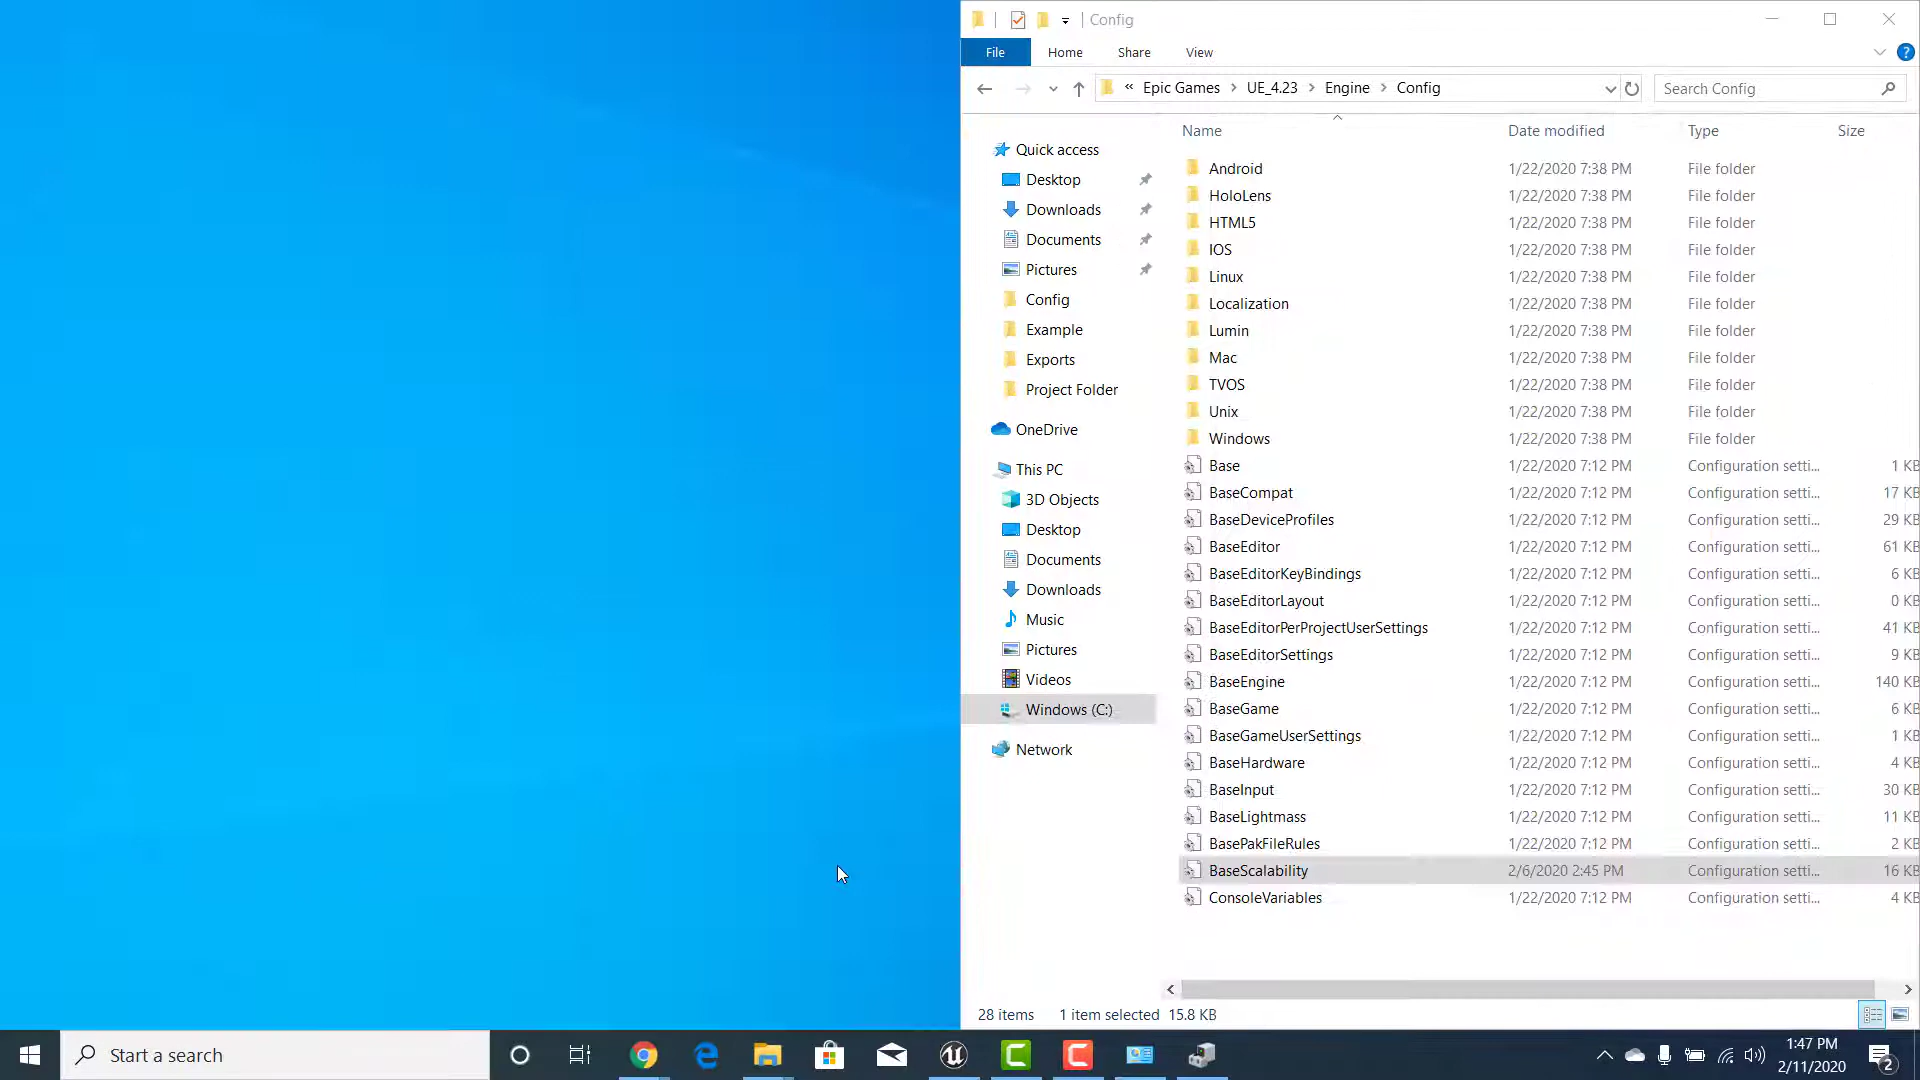 Config
File Home Share View
« Epic Games > UE_4.23 > Engine > Config
Search Config
Name Date modified Type Size
Quick access
Desktop
Downloads
Documents
Pictures
Config
Example
Exports
Project Folder
OneDrive
This PC
3D Objects
Desktop
Documents
Downloads
Music
Pictures
Videos
Windows (C:)
Network
Android 1/22/2020 7:38 PM File folder
HoloLens 1/22/2020 7:38 PM File folder
HTML5 1/22/2020 7:38 PM File folder
IOS 1/22/2020 7:38 PM File folder
Linux 1/22/2020 7:38 PM File folder
Localization 1/22/2020 7:38 PM File folder
Lumin 1/22/2020 7:38 PM File folder
Mac 1/22/2020 7:38 PM File folder
TVOS 1/22/2020 7:38 PM File folder
Unix 1/22/2020 7:38 PM File folder
Windows 1/22/2020 7:38 PM File folder
Base 1/22/2020 7:12 PM Configuration setti... 1 KB
BaseCompat 1/22/2020 7:12 PM Configuration setti... 17 KB
BaseDeviceProfiles 1/22/2020 7:12 PM Configuration setti... 29 KB
BaseEditor 1/22/2020 7:12 PM Configuration setti... 61 KB
BaseEditorKeyBindings 1/22/2020 7:12 PM Configuration setti... 6 KB
BaseEditorLayout 1/22/2020 7:12 PM Configuration setti... 0 KB
BaseEditorPerProjectUserSettings 1/22/2020 7:12 PM Configuration setti... 41 KB
BaseEditorSettings 1/22/2020 7:12 PM Configuration setti... 9 KB
BaseEngine 1/22/2020 7:12 PM Configuration setti... 140 KB
BaseGame 1/22/2020 7:12 PM Configuration setti... 6 KB
BaseGameUserSettings 1/22/2020 7:12 PM Configuration setti... 1 KB
BaseHardware 1/22/2020 7:12 PM Configuration setti... 4 KB
BaseInput 1/22/2020 7:12 PM Configuration setti... 30 KB
BaseLightmass 1/22/2020 7:12 PM Configuration setti... 11 KB
BasePakFileRules 1/22/2020 7:12 PM Configuration setti... 2 KB
BaseScalability 2/6/2020 2:45 PM Configuration setti... 16 KB
ConsoleVariables 1/22/2020 7:12 PM Configuration setti... 4 KB
28 items 1 item selected 15.8 KB
Start a search
1:47 PM
2/11/2020
2